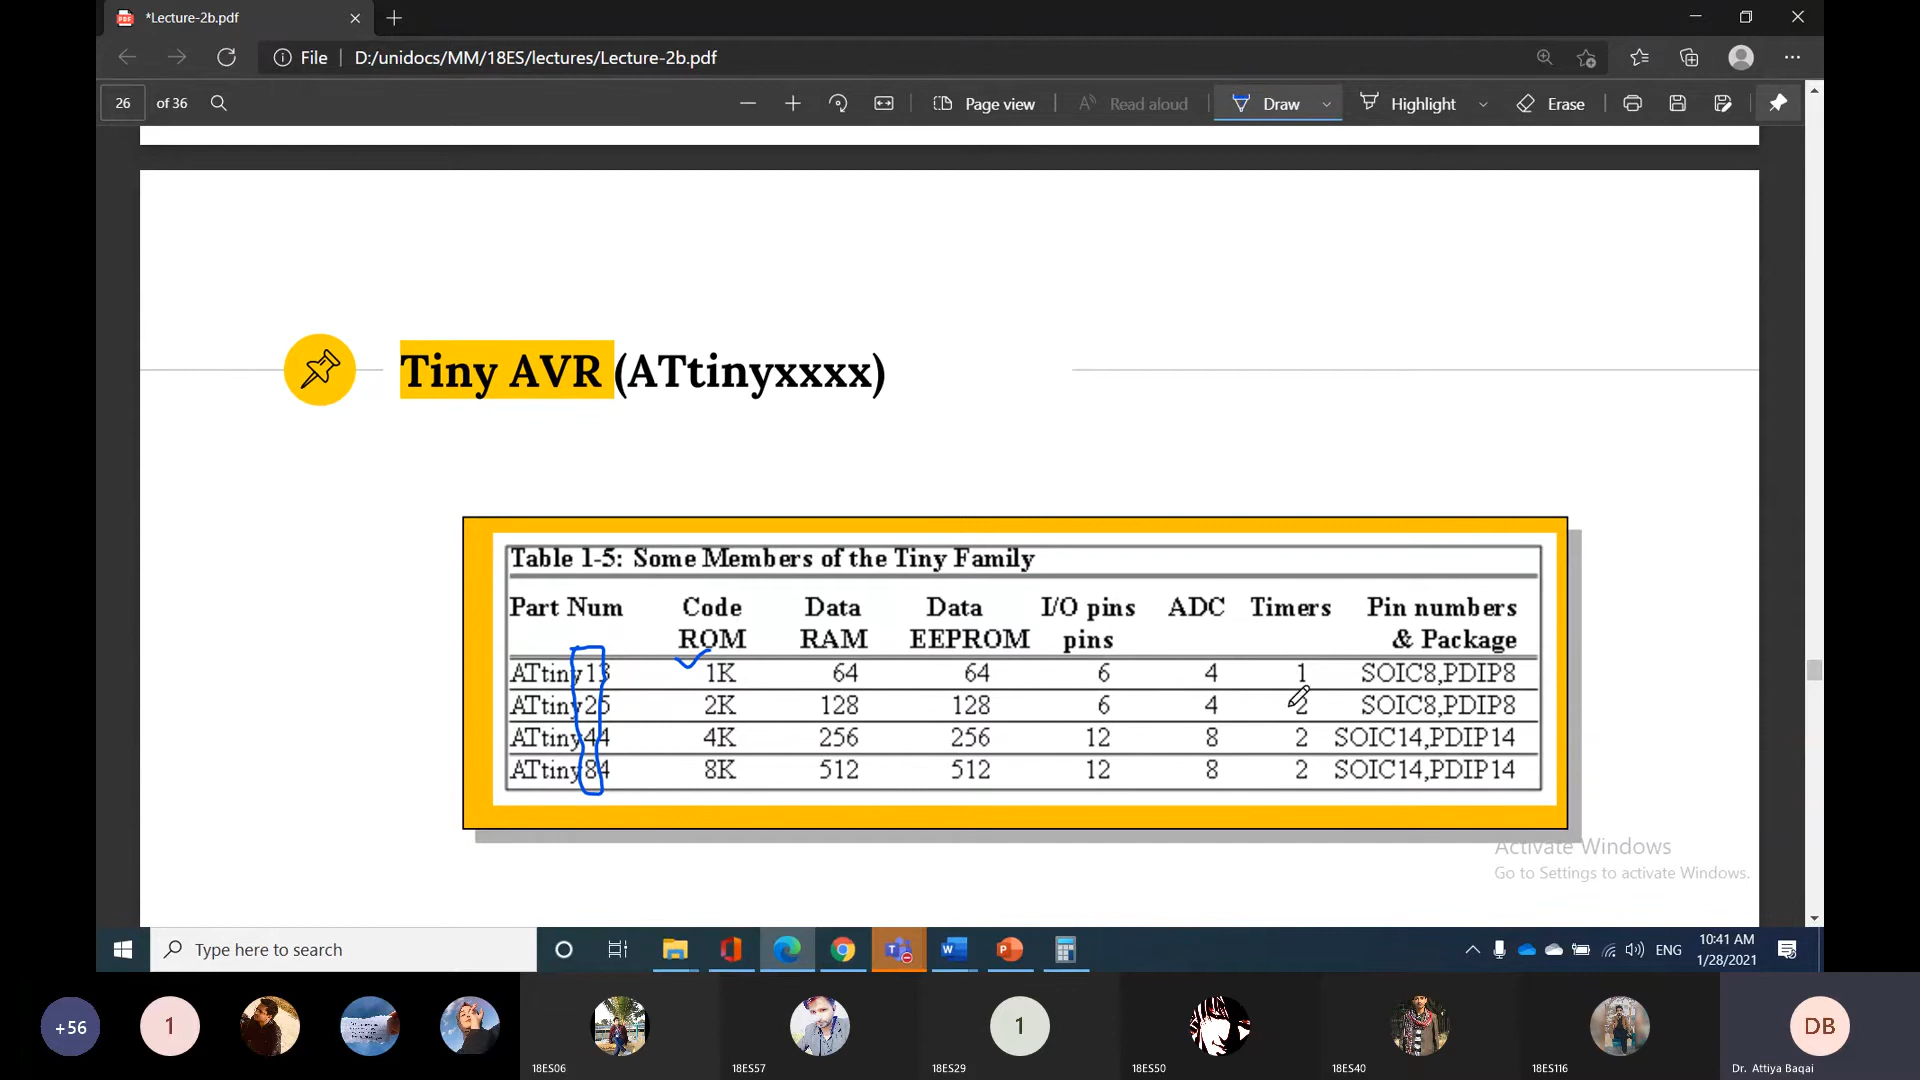 *Lecture-2b.pdf
File D:/unidocs/MM/18ES/lectures/Lecture-2b.pdf
26 of 36 Page view Read aloud Draw Highlight Erase
Tiny AVR (ATtinyxxxx)
Table 1-5: Some Members of the Tiny Family
Part Num Code Data Data I/O pins ADC Timers Pin numbers
ROM RAM EEPROM pins & Package
ATtiny13 1K 64 64 6 4 1 SOIC8,PDIP8
ATtiny25 2K 128 128 6 4 2 SOIC8,PDIP8
ATtiny44 4K 256 256 12 8 2 SOIC14,PDIP14
ATtiny84 8K 512 512 12 8 2 SOIC14,PDIP14
Activate Windows
Go to Settings to activate Windows.
Type here to search
ENG
10:41 AM
1/28/2021
+56 1 1 DB
18ES06 18ES57 18ES29 18ES50 18ES40 18ES116 Dr. Attiya Baqai